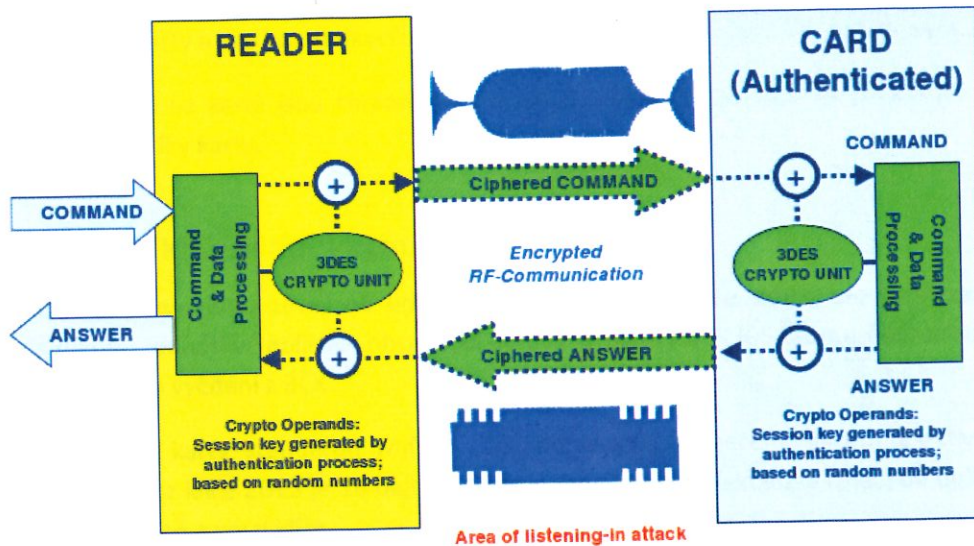 READER
COMMAND
ANSWER
Command
& Data
Processing
3DES
CRYPTO UNIT
Crypto Operands:
Session key generated by
authentication process;
based on random numbers
Ciphered COMMAND
Encrypted
RF-Communication
Ciphered ANSWER
Area of listening-in attack
CARD
(Authenticated)
COMMAND
3DES
CRYPTO UNIT
Command
& Data
Processing
ANSWER
Crypto Operands:
Session key generated by
authentication process;
based on random numbers